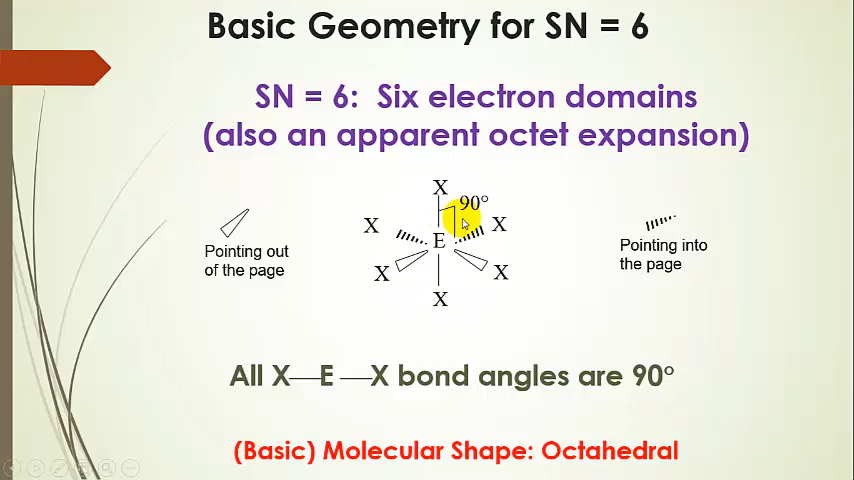 Basic Geometry for SN = 6
SN = 6: Six electron domains
(also an apparent octet expansion)
X
90°
X
X
E
X
X
X
Pointing out
of the page
Pointing into
the page
All X—E —X bond angles are 90°
(Basic) Molecular Shape: Octahedral